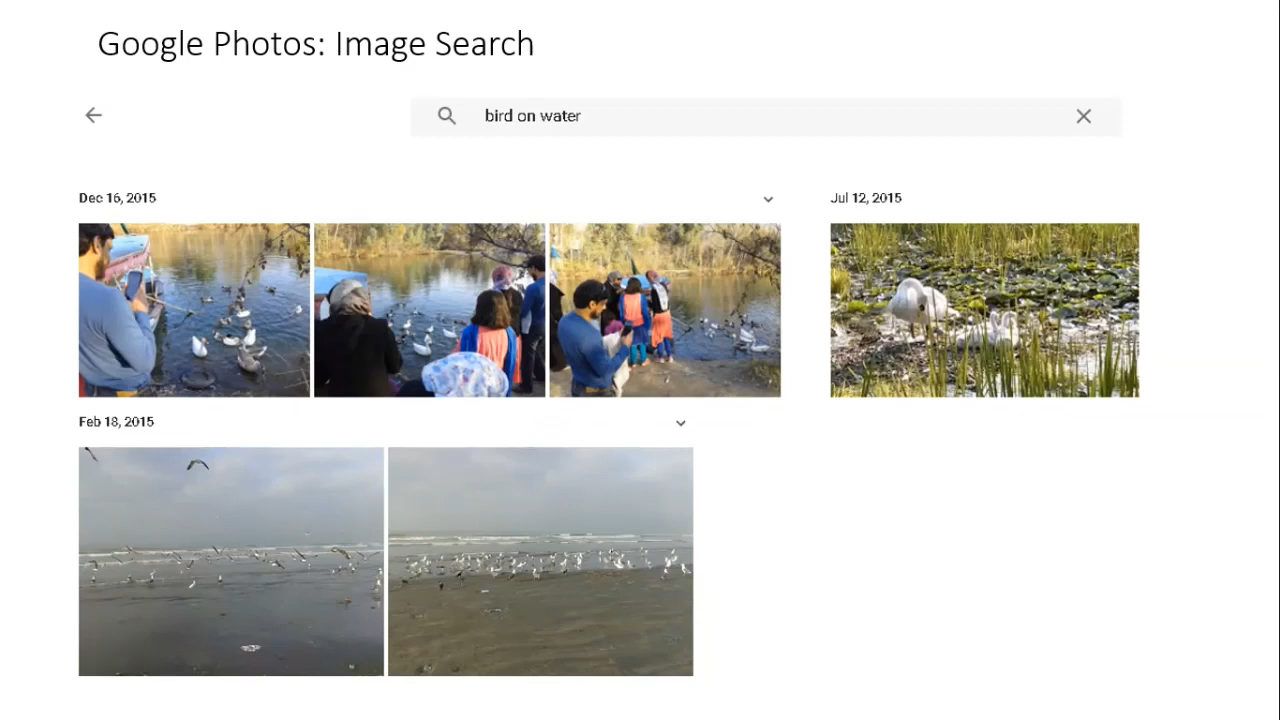 Google Photos: Image Search
bird on water
Dec 16, 2015
Jul 12, 2015
Feb 18, 2015